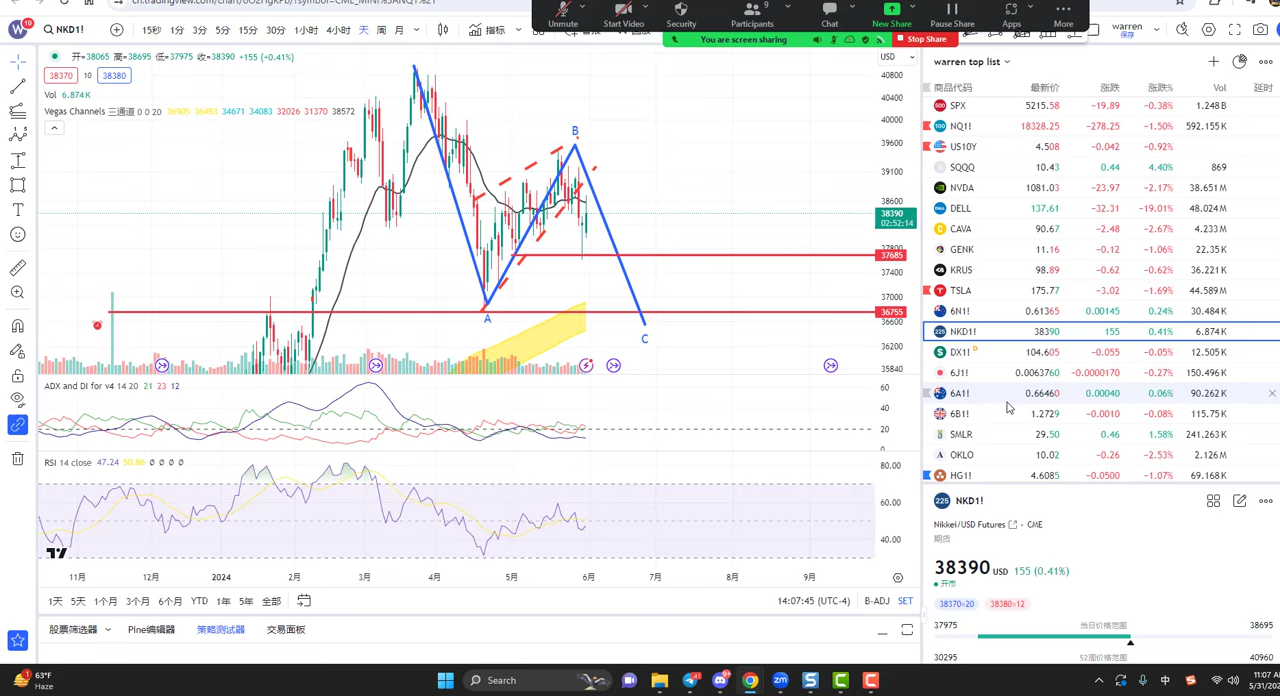 Unmute
Start Video
Security
Participants
9
Chat
New Share
Pause Share
Apps
More
You are screen sharing
Stop Share
W
10
NKD1!
15秒
1分
30分
1小时
4小时
天
周
月
指标
warren
保存
开=38065 高=38695 低=37975 收=38390 +155 (+0.41%)
38370
10
38380
Vol 6.874K
Vegas Channels 三通道 0 0 20 36905 36453 34671 34083 32026 31370 38572
USD
40800
40000
39600
39100
38600
38390
02:52:14
37800
37685
37400
37000
36755
36600
36200
35840
A
B
C
ADX and DI for v4 14 20 21 23 12
60
40
20
0
RSI 14 close 47.24 50.86 Ø Ø Ø Ø
80.00
60.00
40.00
11月
12月
2024
2月
3月
4月
5月
6月
7月
8月
9月
1天
5天
1个月
3个月
6个月
YTD
1年
5年
全部
14:07:45 (UTC-4)
B-ADJ
SET
股票筛选器
Pine编辑器
策略测试器
交易面板
warren top list
商品代码 最新价 涨跌 涨跌% Vol 延时
SPX 5215.58 −19.89 −0.38% 1.248B
NQ1! 18328.25 −278.25 −1.50% 592.155K
US10Y 4.508 −0.042 −0.92%
SQQQ 10.43 0.44 4.40% 869
NVDA 1081.03 −23.97 −2.17% 38.651M
DELL 137.61 −32.31 −19.01% 48.024M
CAVA 90.67 −2.48 −2.67% 4.233M
GENK 11.16 −0.12 −1.06% 22.35K
KRUS 98.89 −0.62 −0.62% 36.221K
TSLA 175.77 −3.02 −1.69% 44.589M
6N1! 0.61365 0.00145 0.24% 30.484K
NKD1! 38390 155 0.41% 6.874K
DX1! D 104.605 −0.055 −0.05% 12.505K
6J1! 0.0063760 −0.0000170 −0.27% 150.496K
6A1! 0.66460 0.00040 0.06% 90.262K
6B1! 1.2729 −0.0010 −0.08% 115.75K
SMLR 29.50 0.46 1.58% 241.263K
OKLO 10.02 −0.26 −2.53% 2.126M
HG1! 4.6085 −0.0500 −1.07% 69.168K
225 NKD1!
Nikkei/USD Futures · CME
期货
38390 USD 155 (0.41%)
开市
38370×20
38380×12
37975 当日价格范围 38695
30295 52周价格范围 40960
63°F
Haze
Search
中
11:07
5/31/202